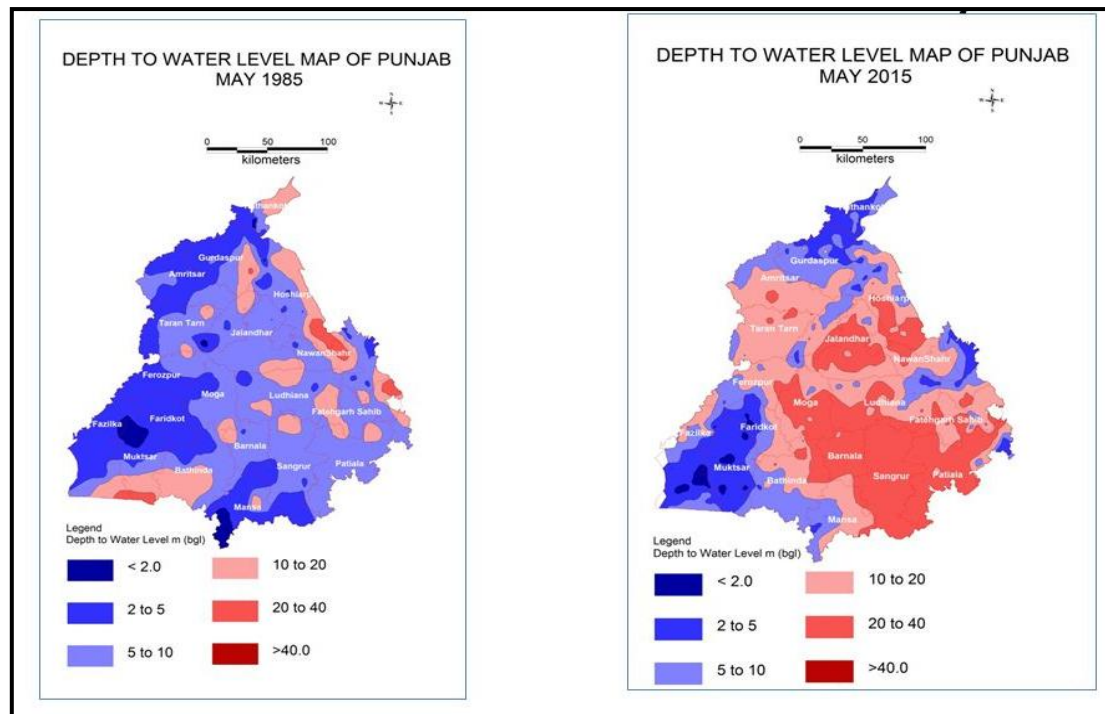 DEPTH TO WATER LEVEL MAP OF PUNJAB
MAY 1985
N
W E
S
0 50 100
kilometers
thankot
Gurdaspur
Amritsar
Hoshiarp
Taran Tarn
Jalandhar
NawanShahr
Ferozpur
Moga
Ludhiana
Fazilka
Faridkot
Fatehgarh Sahib
Barnala
Muktsar
Bathinda
Sangrur
Patiala
Mansa
Legend
Depth to Water Level m (bgl)
< 2.0
10 to 20
2 to 5
20 to 40
5 to 10
>40.0
DEPTH TO WATER LEVEL MAP OF PUNJAB
MAY 2015
N
W E
S
0 50 100
kilometers
thankot
Gurdaspur
Amritsar
Hoshiarp
Taran Tarn
Jalandhar
NawanShahr
Ferozpur
Moga
Ludhiana
Fazilka
Faridkot
Fatehgarh Sahib
Muktsar
Barnala
Sangrur
Patiala
Bathinda
Mansa
Legend
Depth to Water Level m (bgl)
< 2.0
10 to 20
2 to 5
20 to 40
5 to 10
>40.0